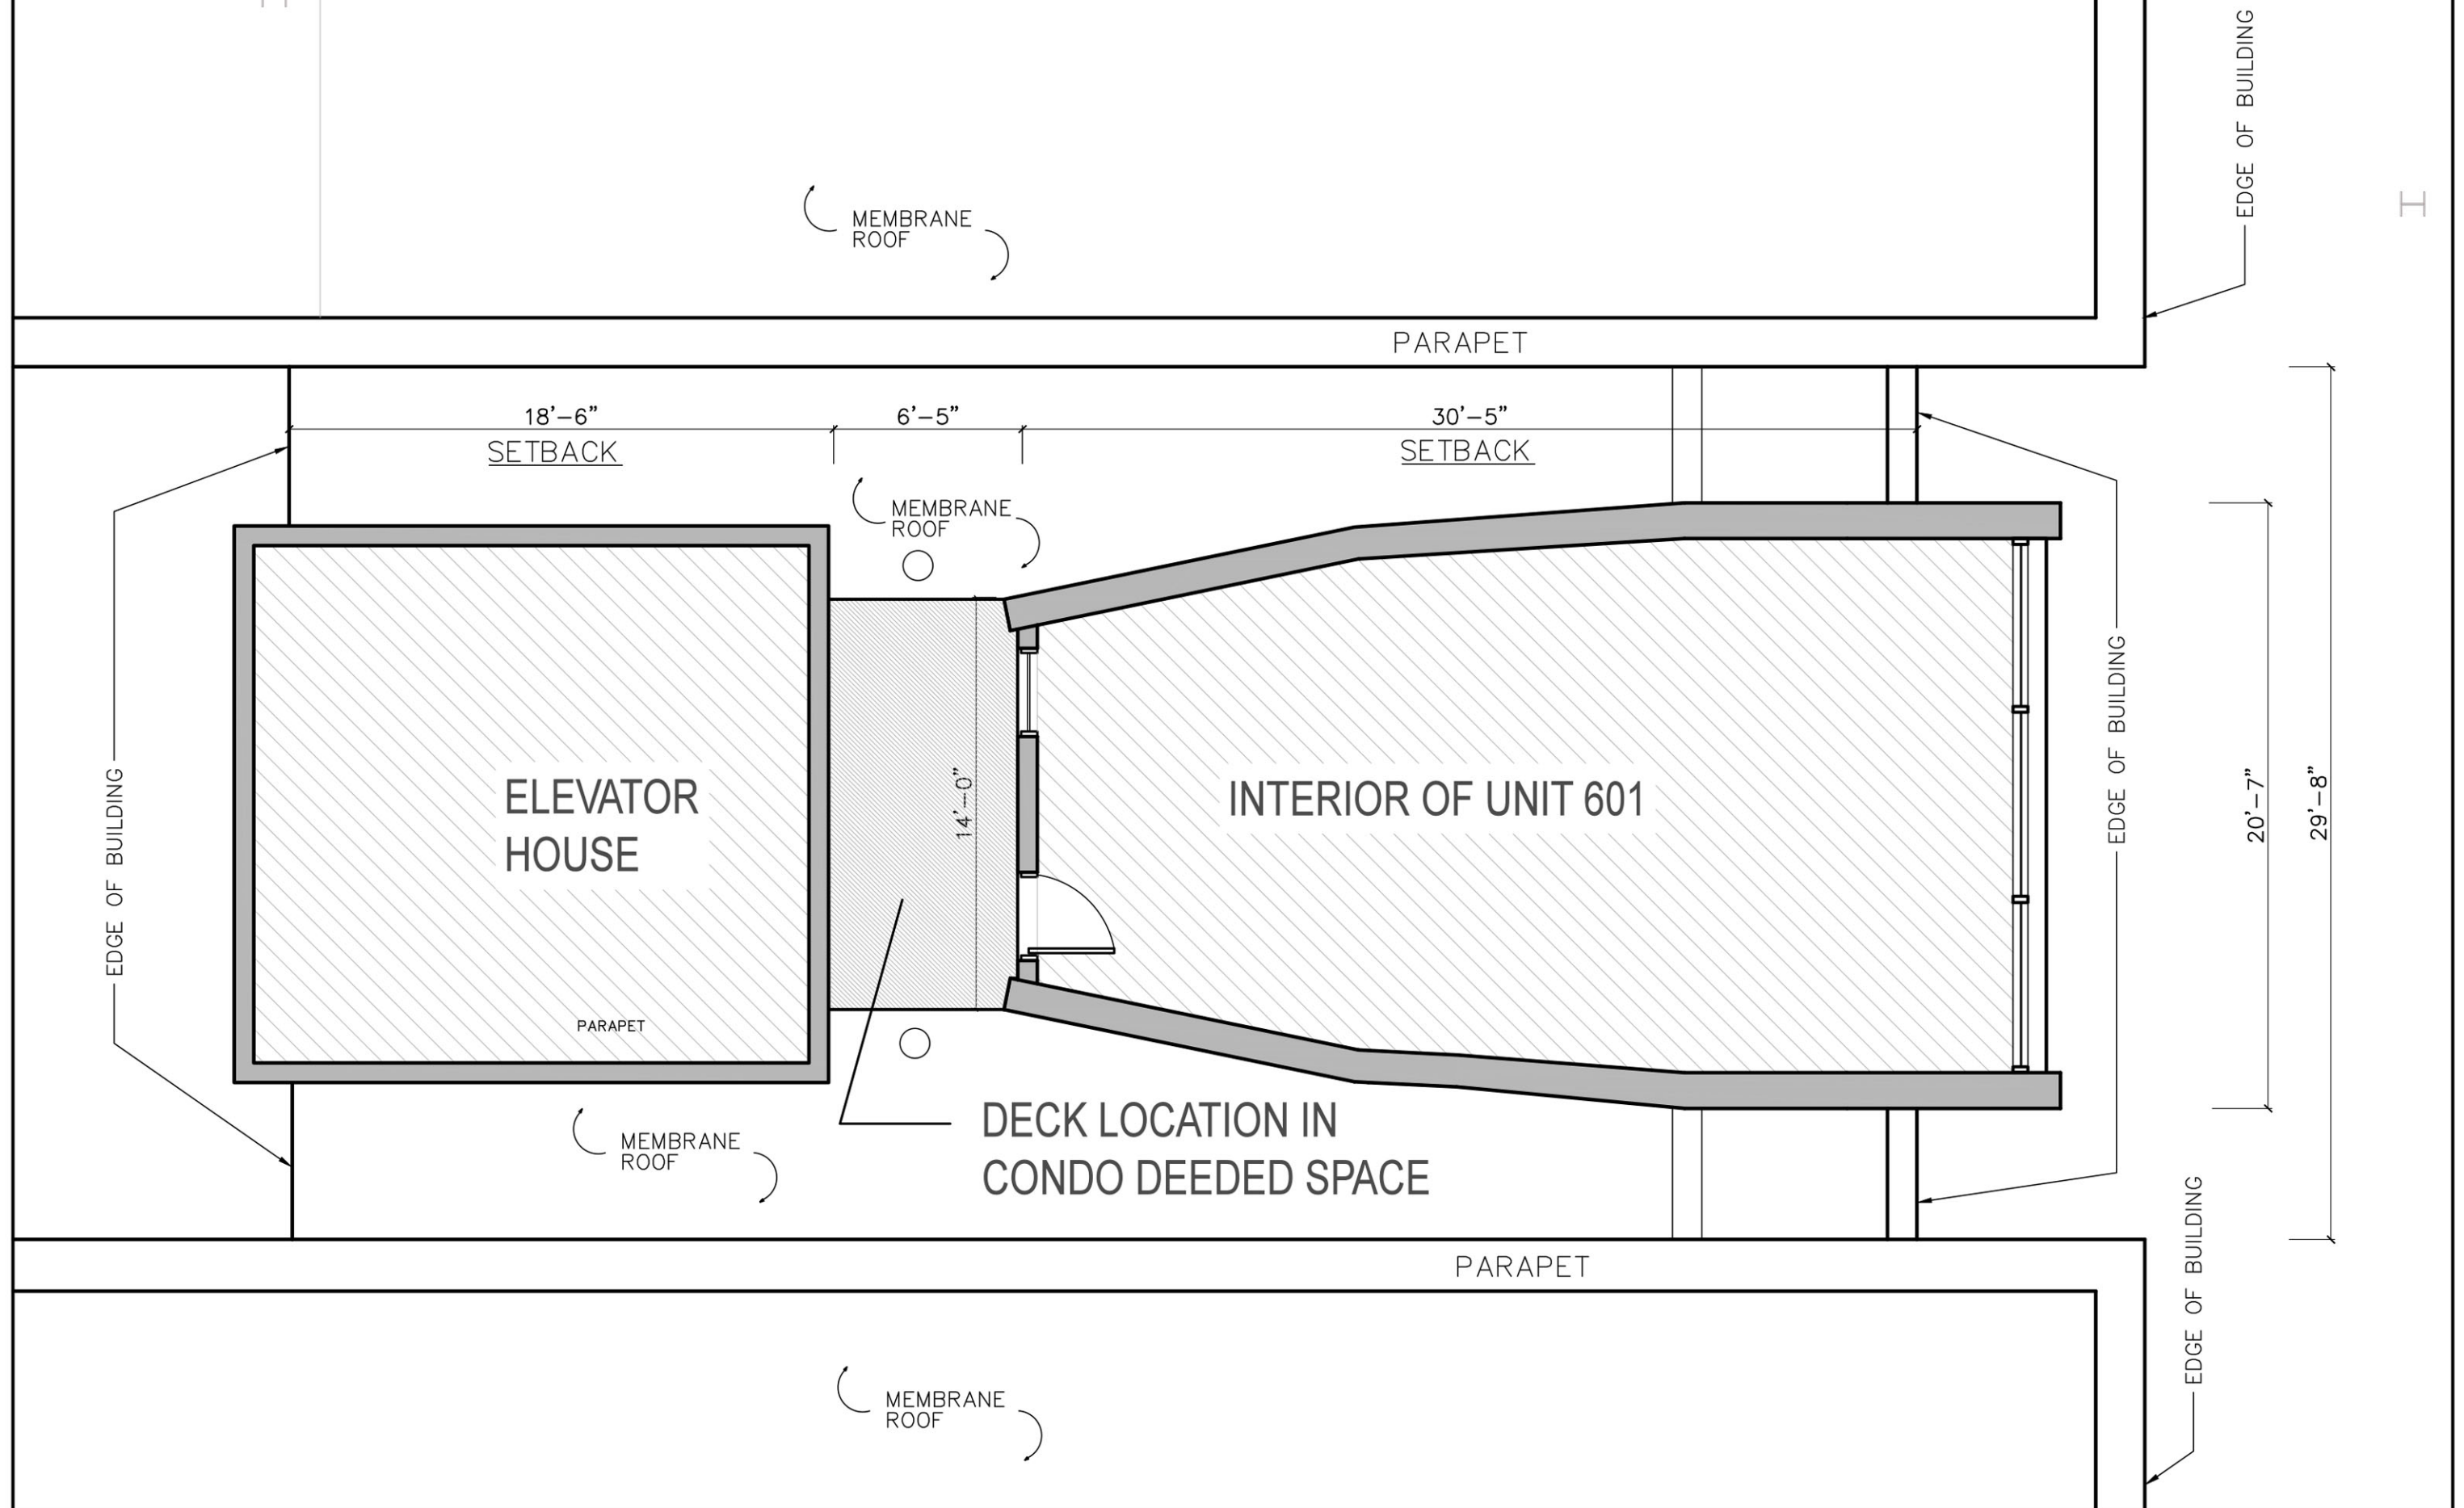 EDGE OF BUILDING
MEMBRANE
ROOF
PARAPET
18'-6"
6'-5"
30'-5"
SETBACK
SETBACK
MEMBRANE
ROOF
ELEVATOR
HOUSE
14'-0"
INTERIOR OF UNIT 601
EDGE OF BUILDING
EDGE OF BUILDING
20'-7"
29'-8"
PARAPET
DECK LOCATION IN
CONDO DEEDED SPACE
MEMBRANE
ROOF
PARAPET
EDGE OF BUILDING
MEMBRANE
ROOF